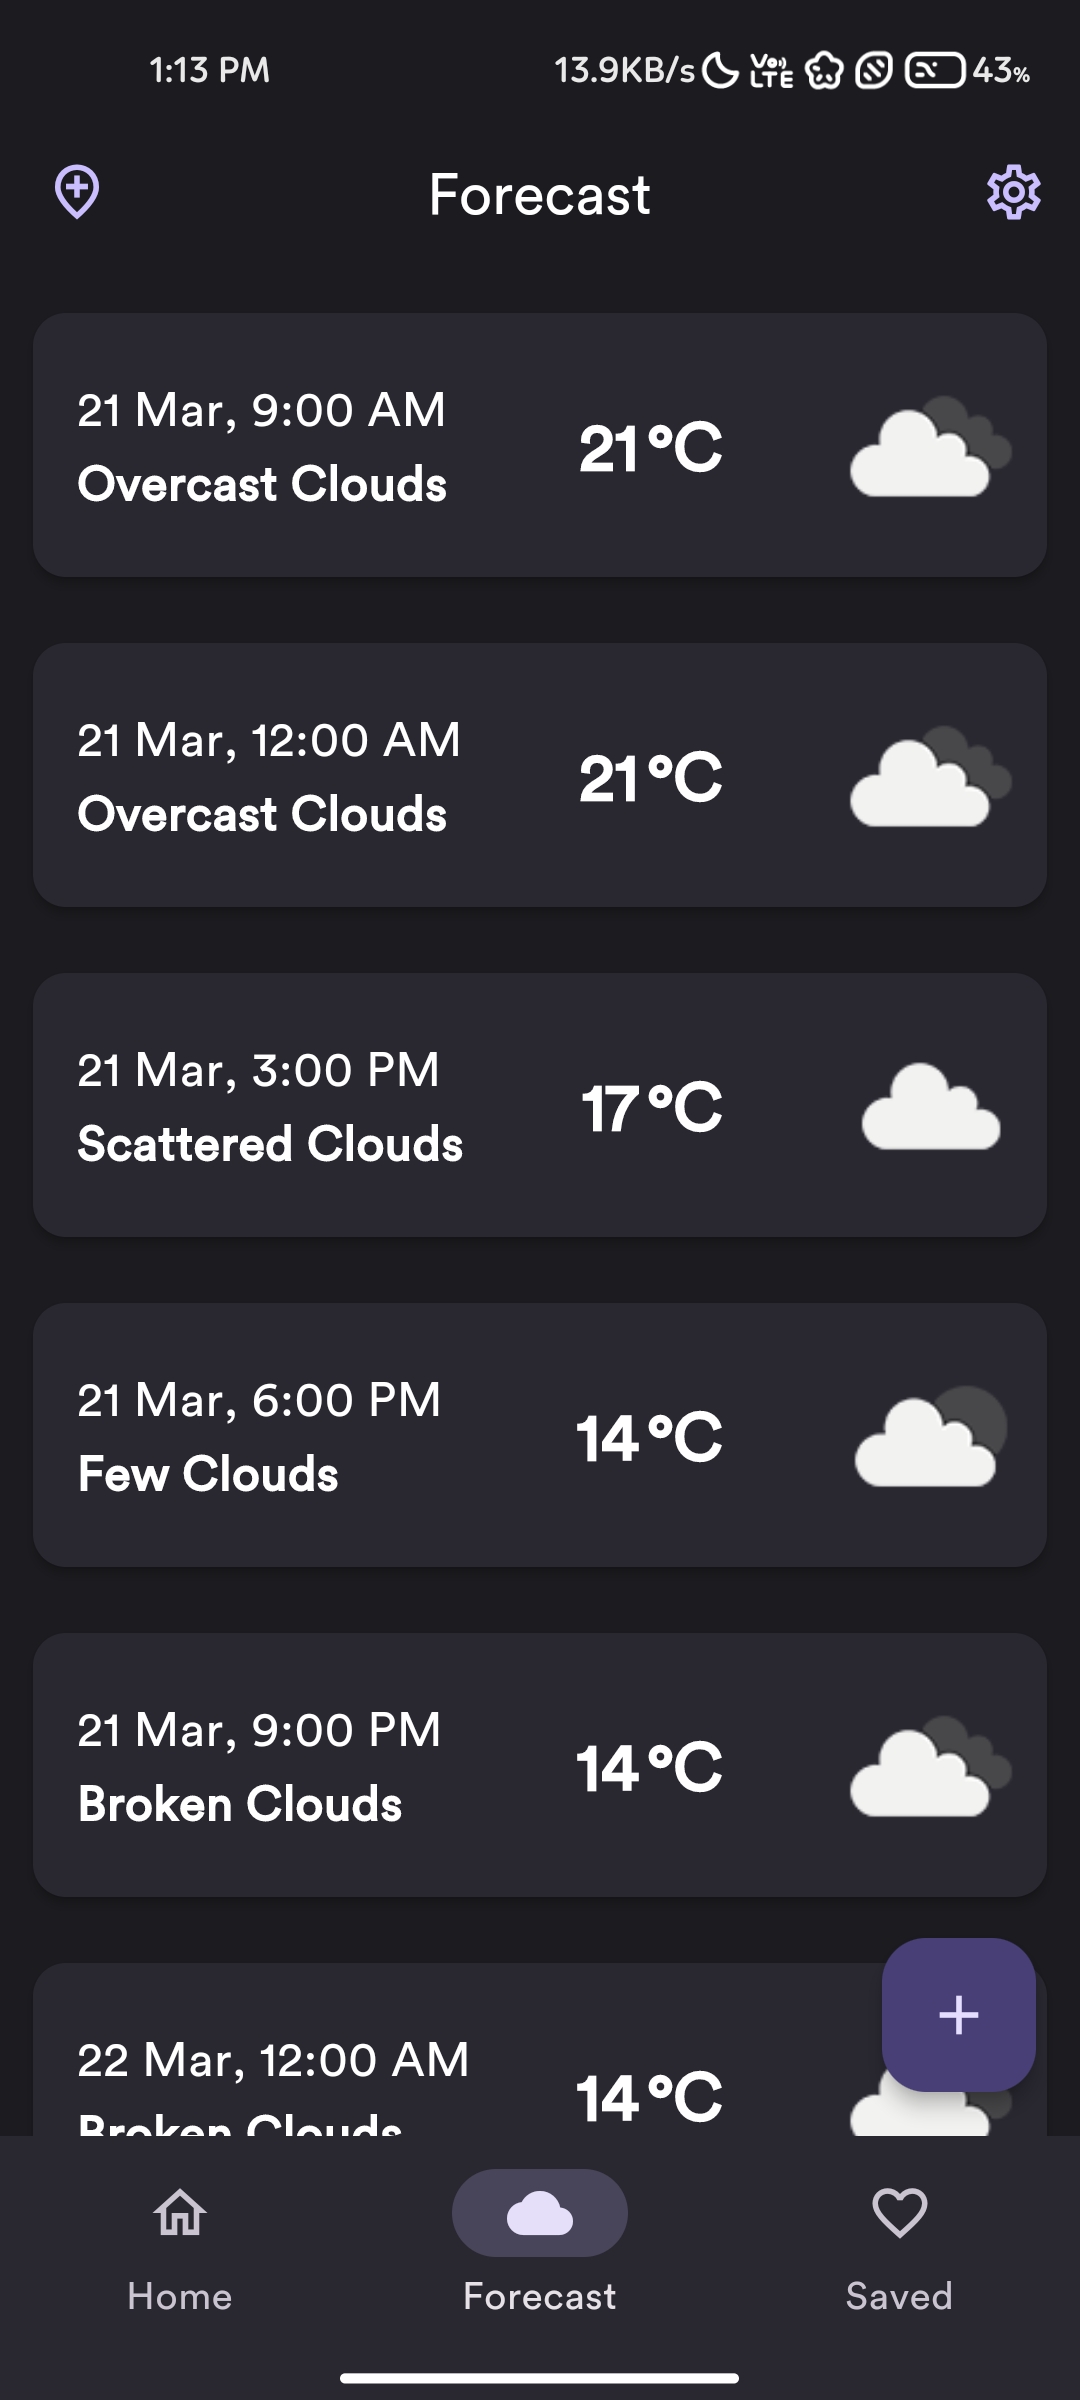 1:13 PM 13.9KB/s Vo)) LTE 43%
Forecast
21 Mar, 9:00 AM
Overcast Clouds
21°C
21 Mar, 12:00 AM
Overcast Clouds
21°C
21 Mar, 3:00 PM
Scattered Clouds
17°C
21 Mar, 6:00 PM
Few Clouds
14°C
21 Mar, 9:00 PM
Broken Clouds
14°C
22 Mar, 12:00 AM
Broken Clouds
14°C
Home
Forecast
Saved